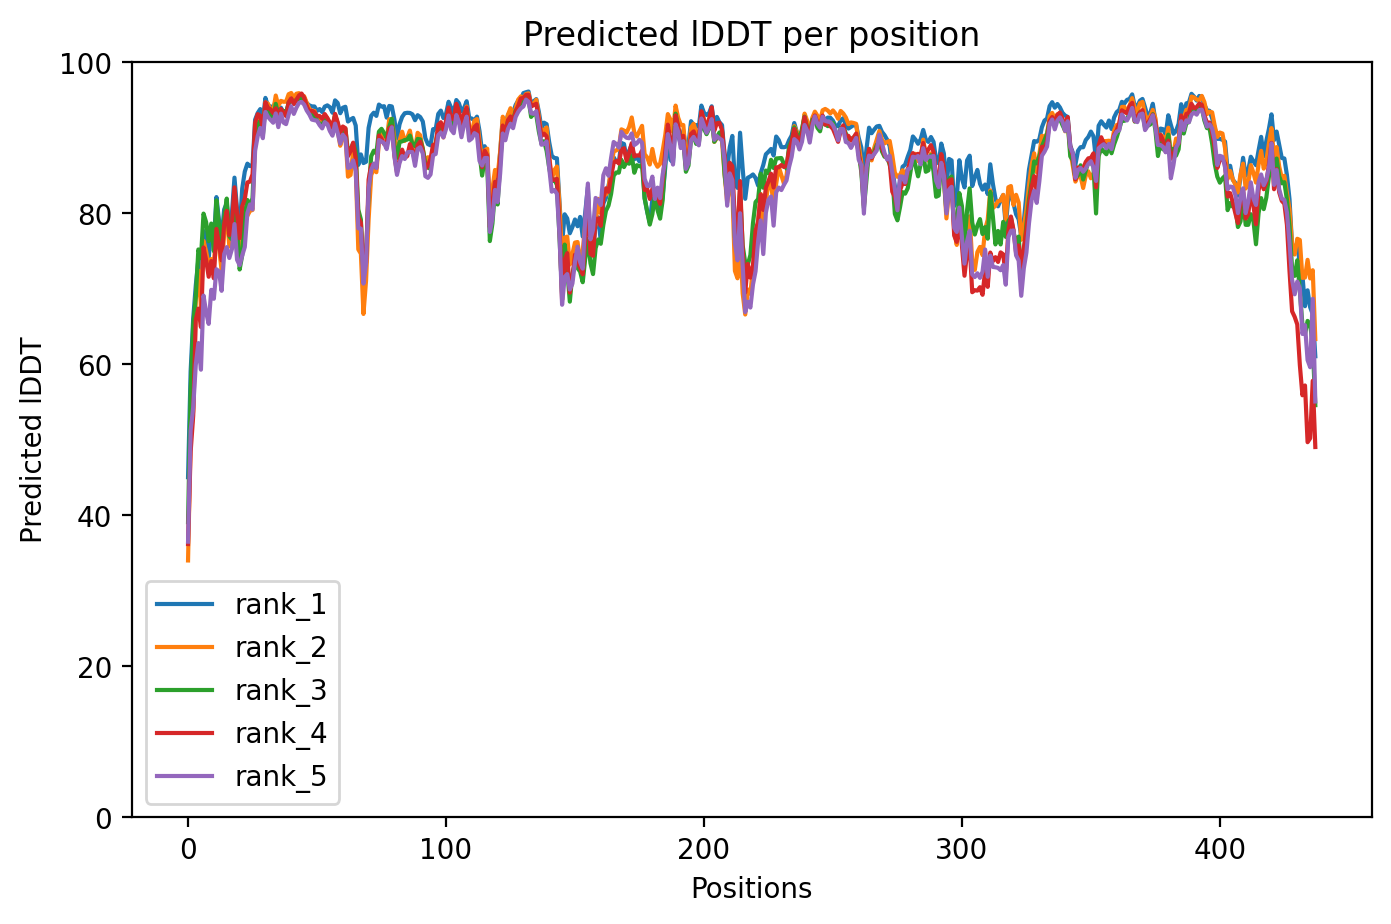 Predicted lDDT per position
100
80
60
40
20
0
Predicted lDDT
rank_1
rank_2
rank_3
rank_4
rank_5
0 100 200 300 400
Positions